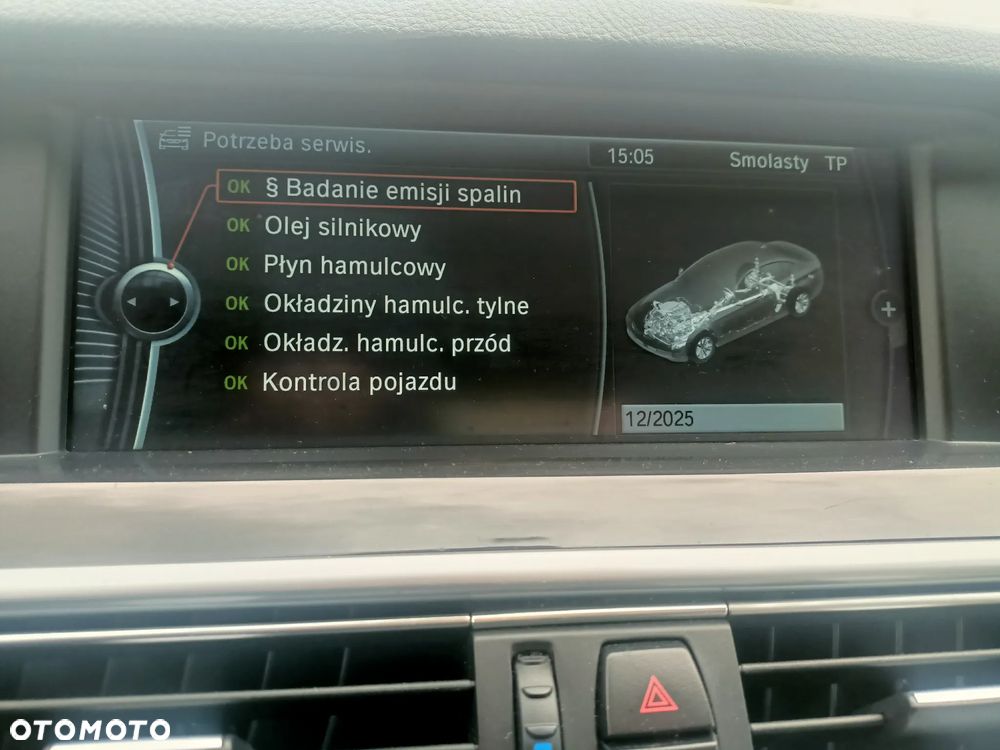 Potrzeba serwis.
15:05 Smolasty TP
OK § Badanie emisji spalin
OK Olej silnikowy
OK Płyn hamulcowy
OK Okładziny hamulc. tylne
OK Okładz. hamulc. przód
OK Kontrola pojazdu
12/2025
OTOMOTO